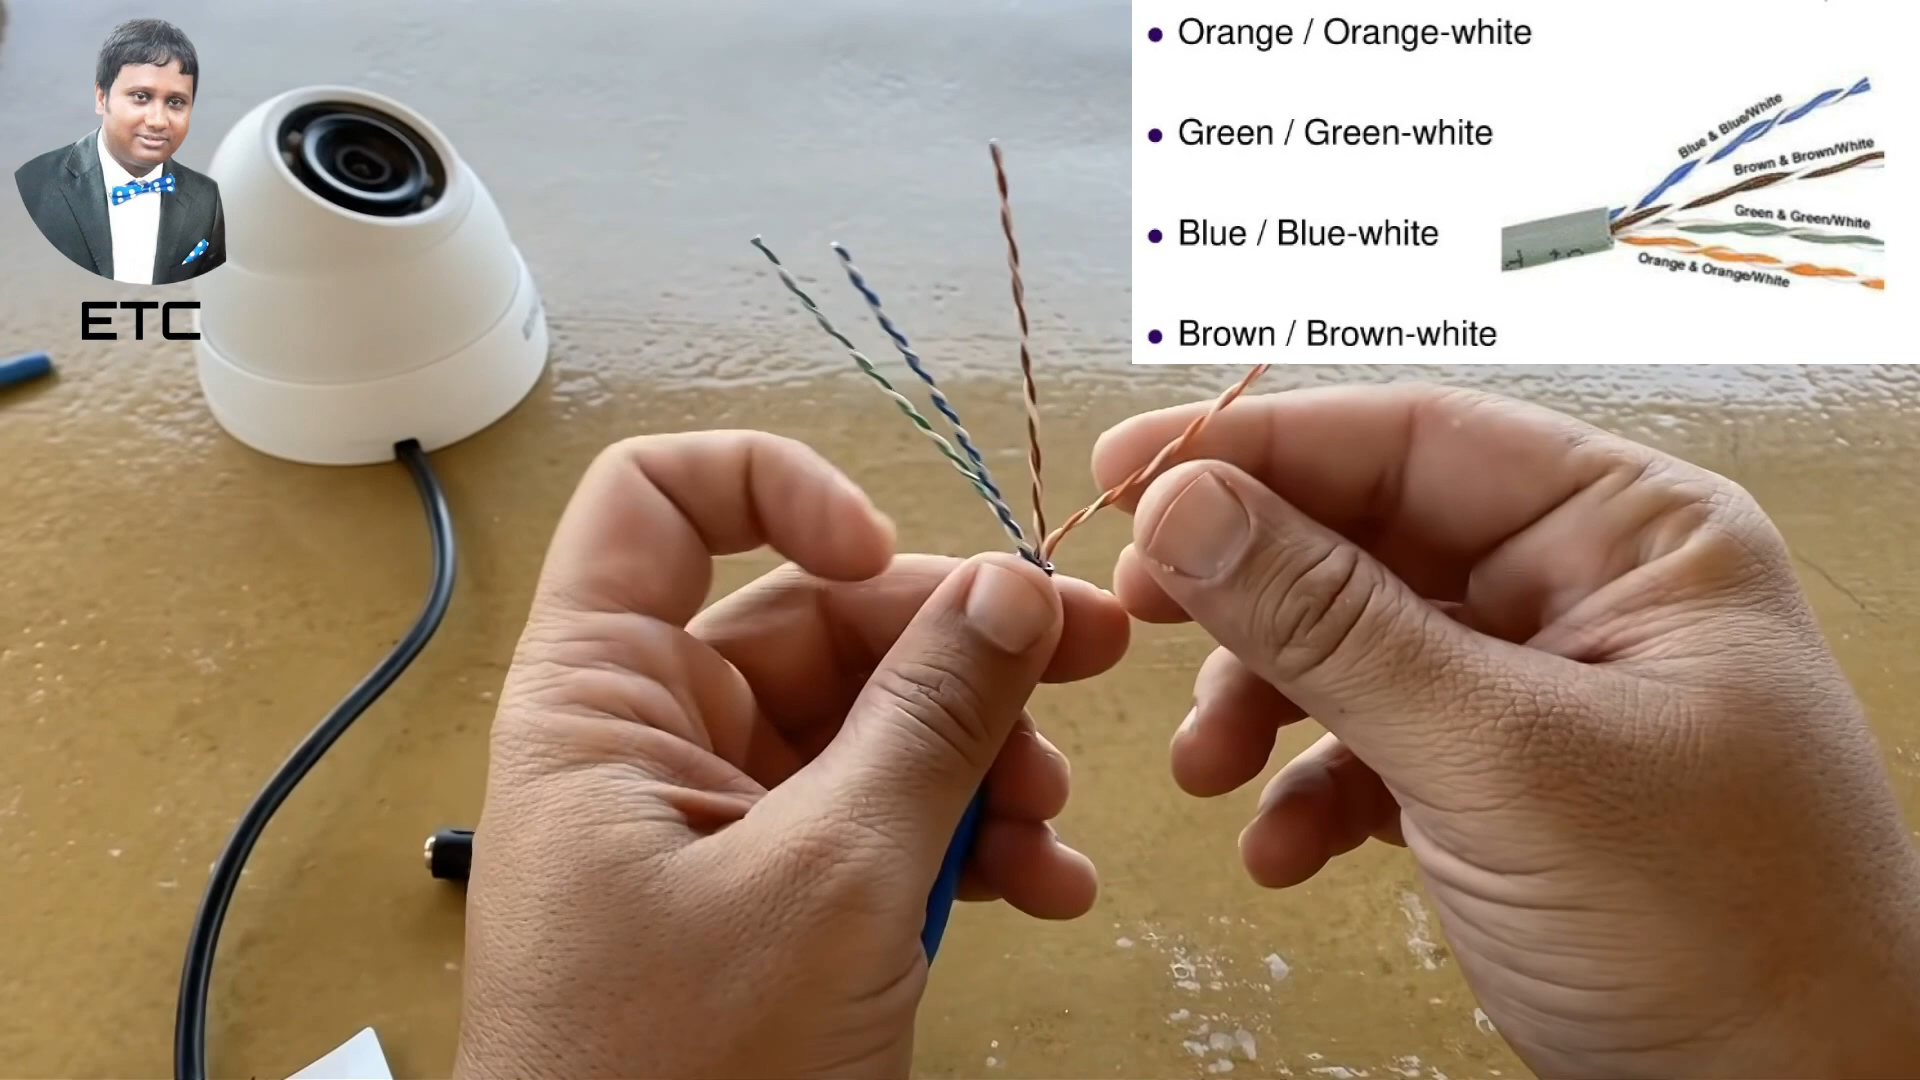 ETC
Orange / Orange-white
Green / Green-white
Blue / Blue-white
Brown / Brown-white
Blue & Blue/White
Brown & Brown/White
Green & Green/White
Orange & Orange/White